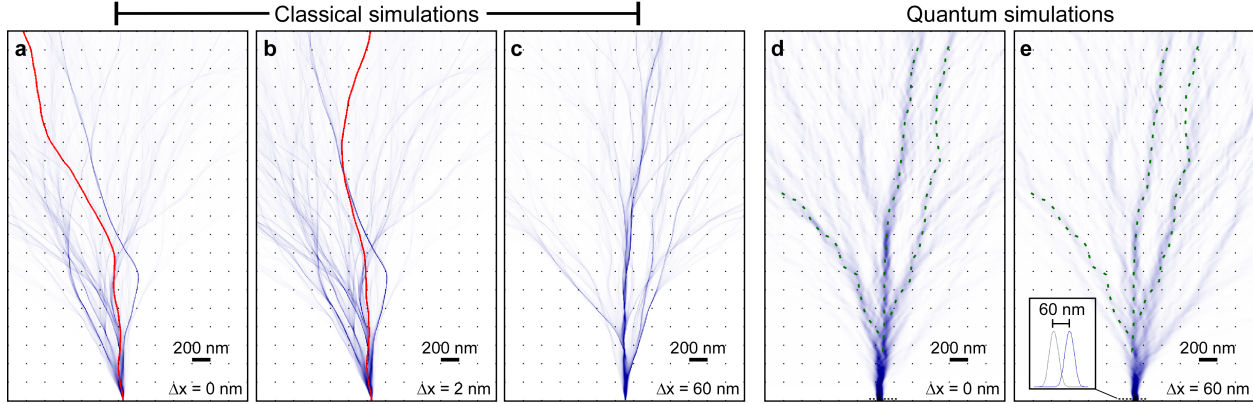 Classical simulations
Quantum simulations
a
b
c
d
e
200 nm
Δx = 0 nm
200 nm
Δx = 2 nm
200 nm
Δx = 60 nm
200 nm
Δx = 0 nm
60 nm
200 nm
Δx = 60 nm